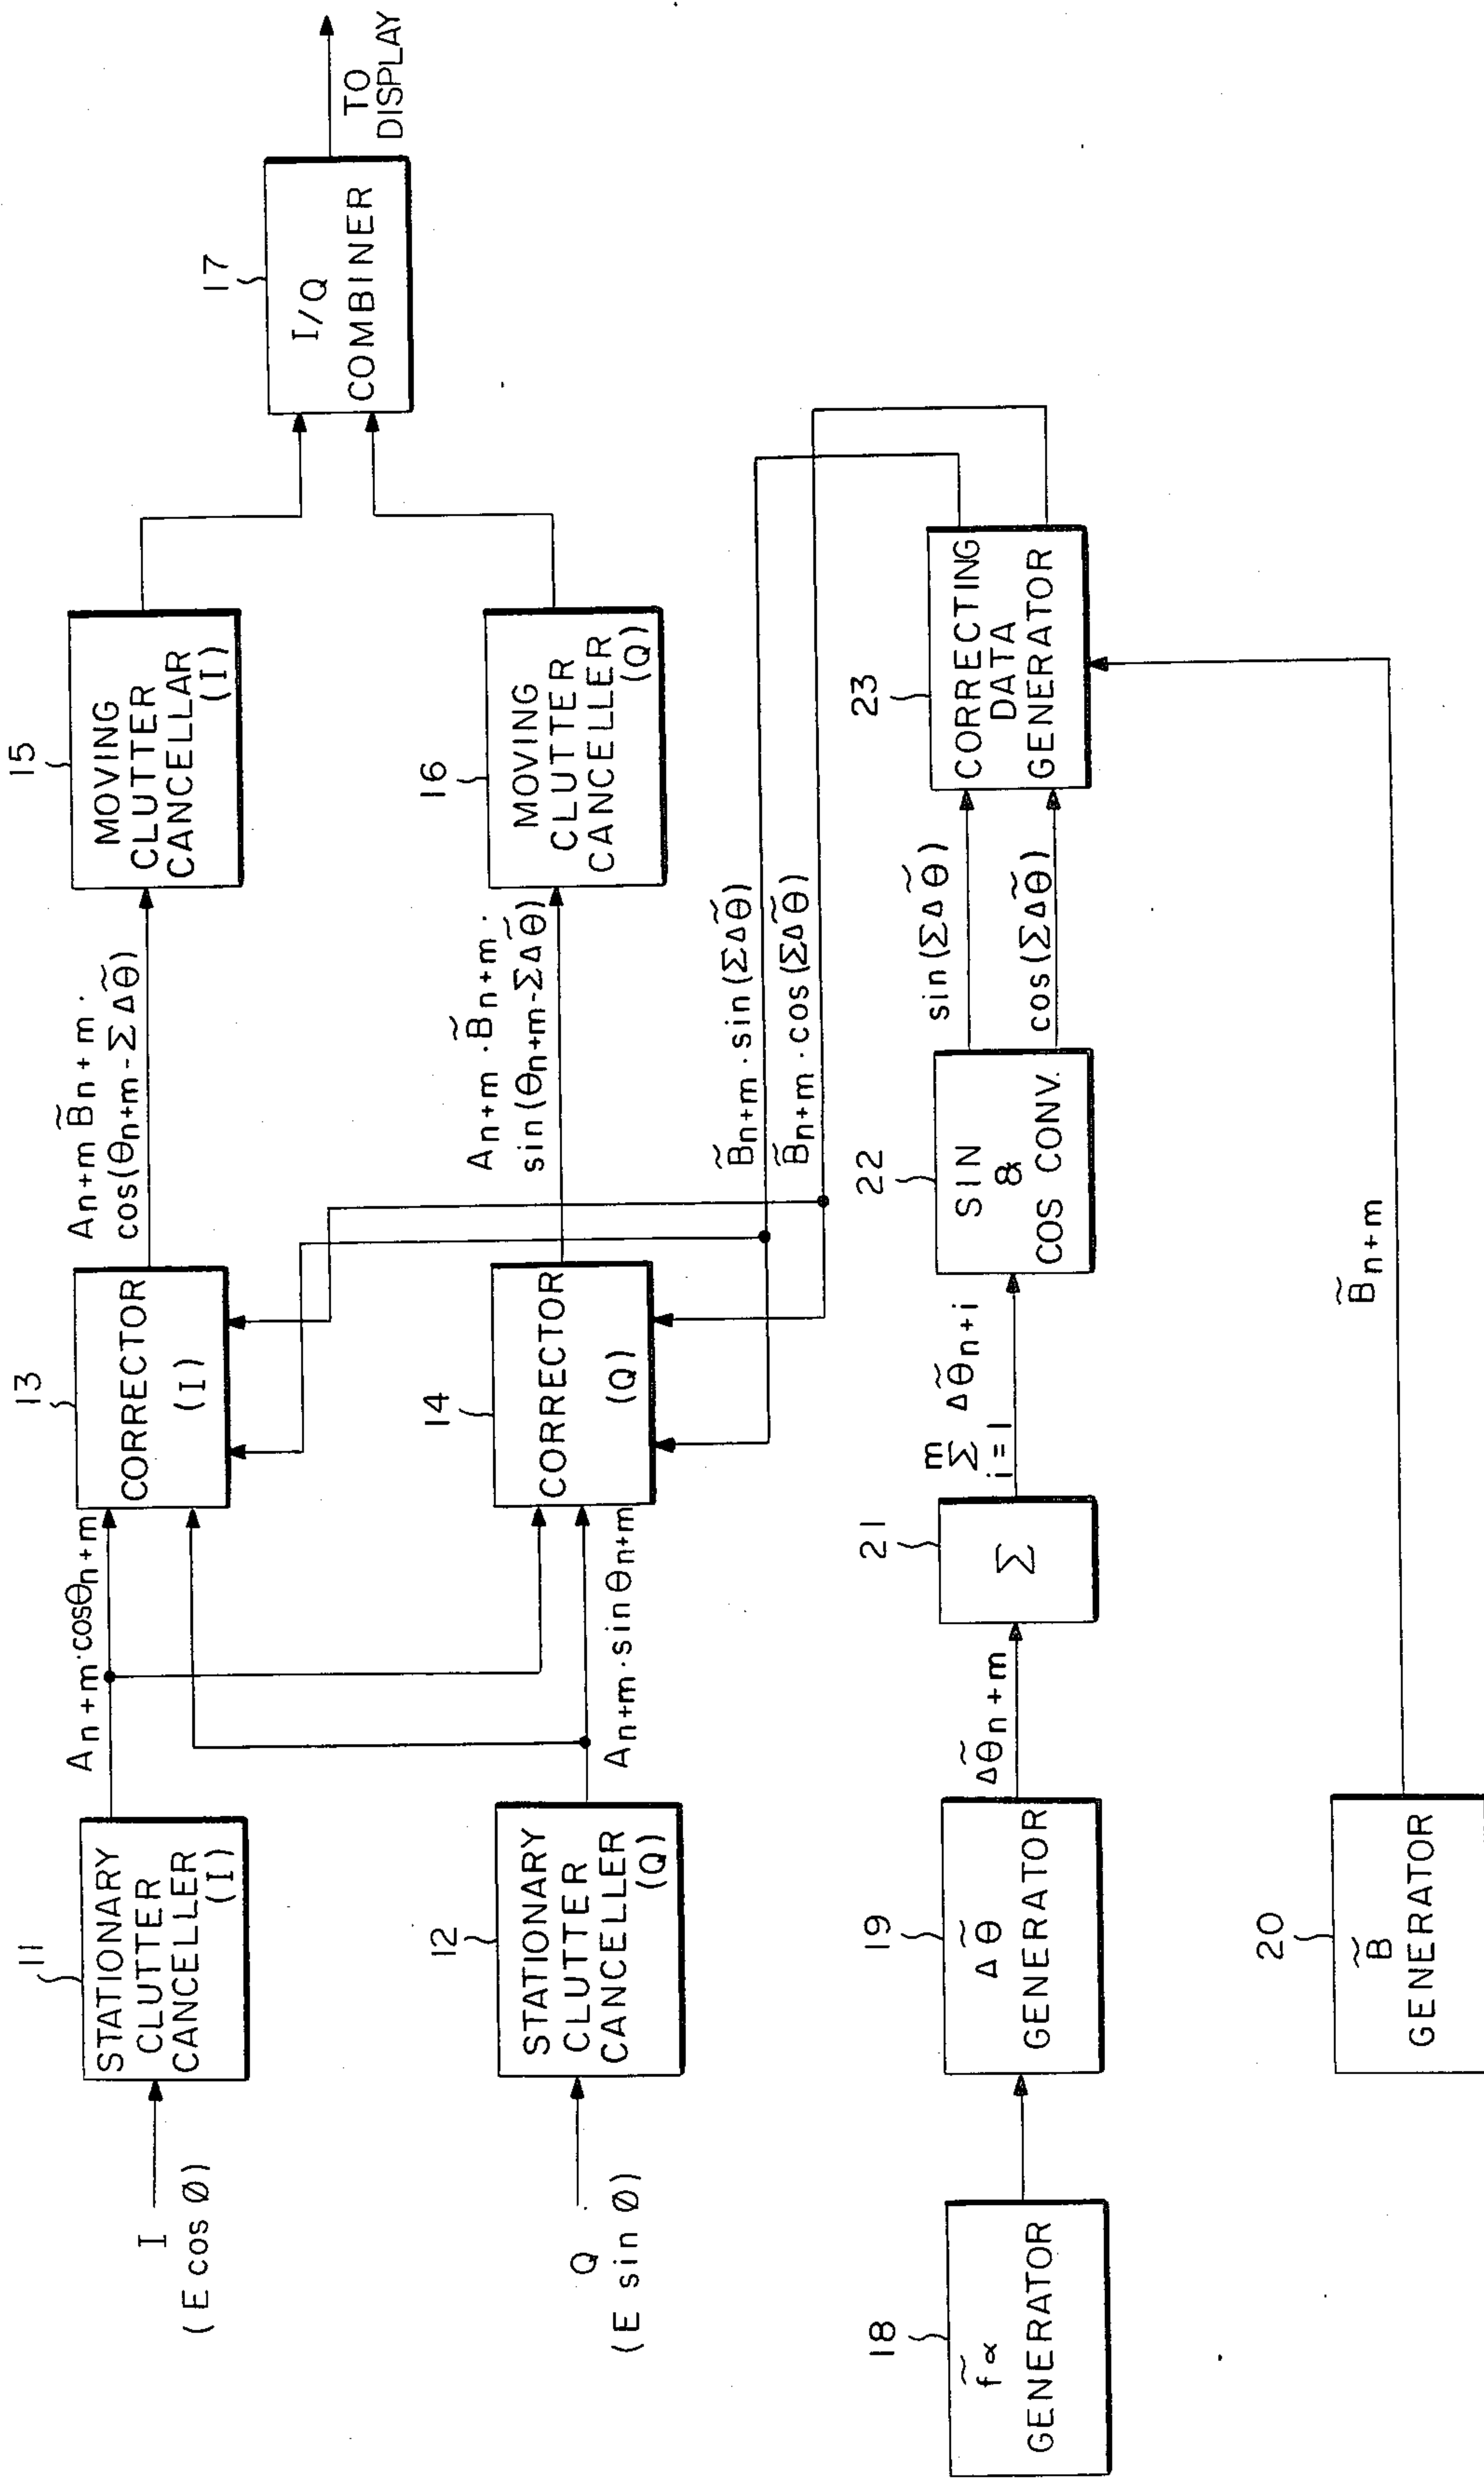 I
(E cos Ø)
11
STATIONARY
CLUTTER
CANCELLER
(I)
An+m·cosθn+m
13
CORRECTOR
(I)
An+m B̃n+m·
cos(θn+m-ΣΔθ̃)
15
MOVING
CLUTTER
CANCELLAR
(I)
17
I/Q
COMBINER
TO
DISPLAY
Q
(E sin Ø)
12
STATIONARY
CLUTTER
CANCELLER
(Q)
An+m·sinθn+m
14
CORRECTOR
(Q)
An+m·B̃n+m·
sin(θn+m-ΣΔθ̃)
16
MOVING
CLUTTER
CANCELLER
(Q)
B̃n+m·sin(ΣΔθ̃)
B̃n+m·cos(ΣΔθ̃)
18
f̃∝
GENERATOR
19
Δθ̃
GENERATOR
Δθ̃n+m
21
Σ
m
Σ Δθ̃n+i
i=1
22
SIN
&
COS CONV.
sin(ΣΔθ̃)
cos(ΣΔθ̃)
23
CORRECTING
DATA
GENERATOR
20
B̃
GENERATOR
B̃n+m